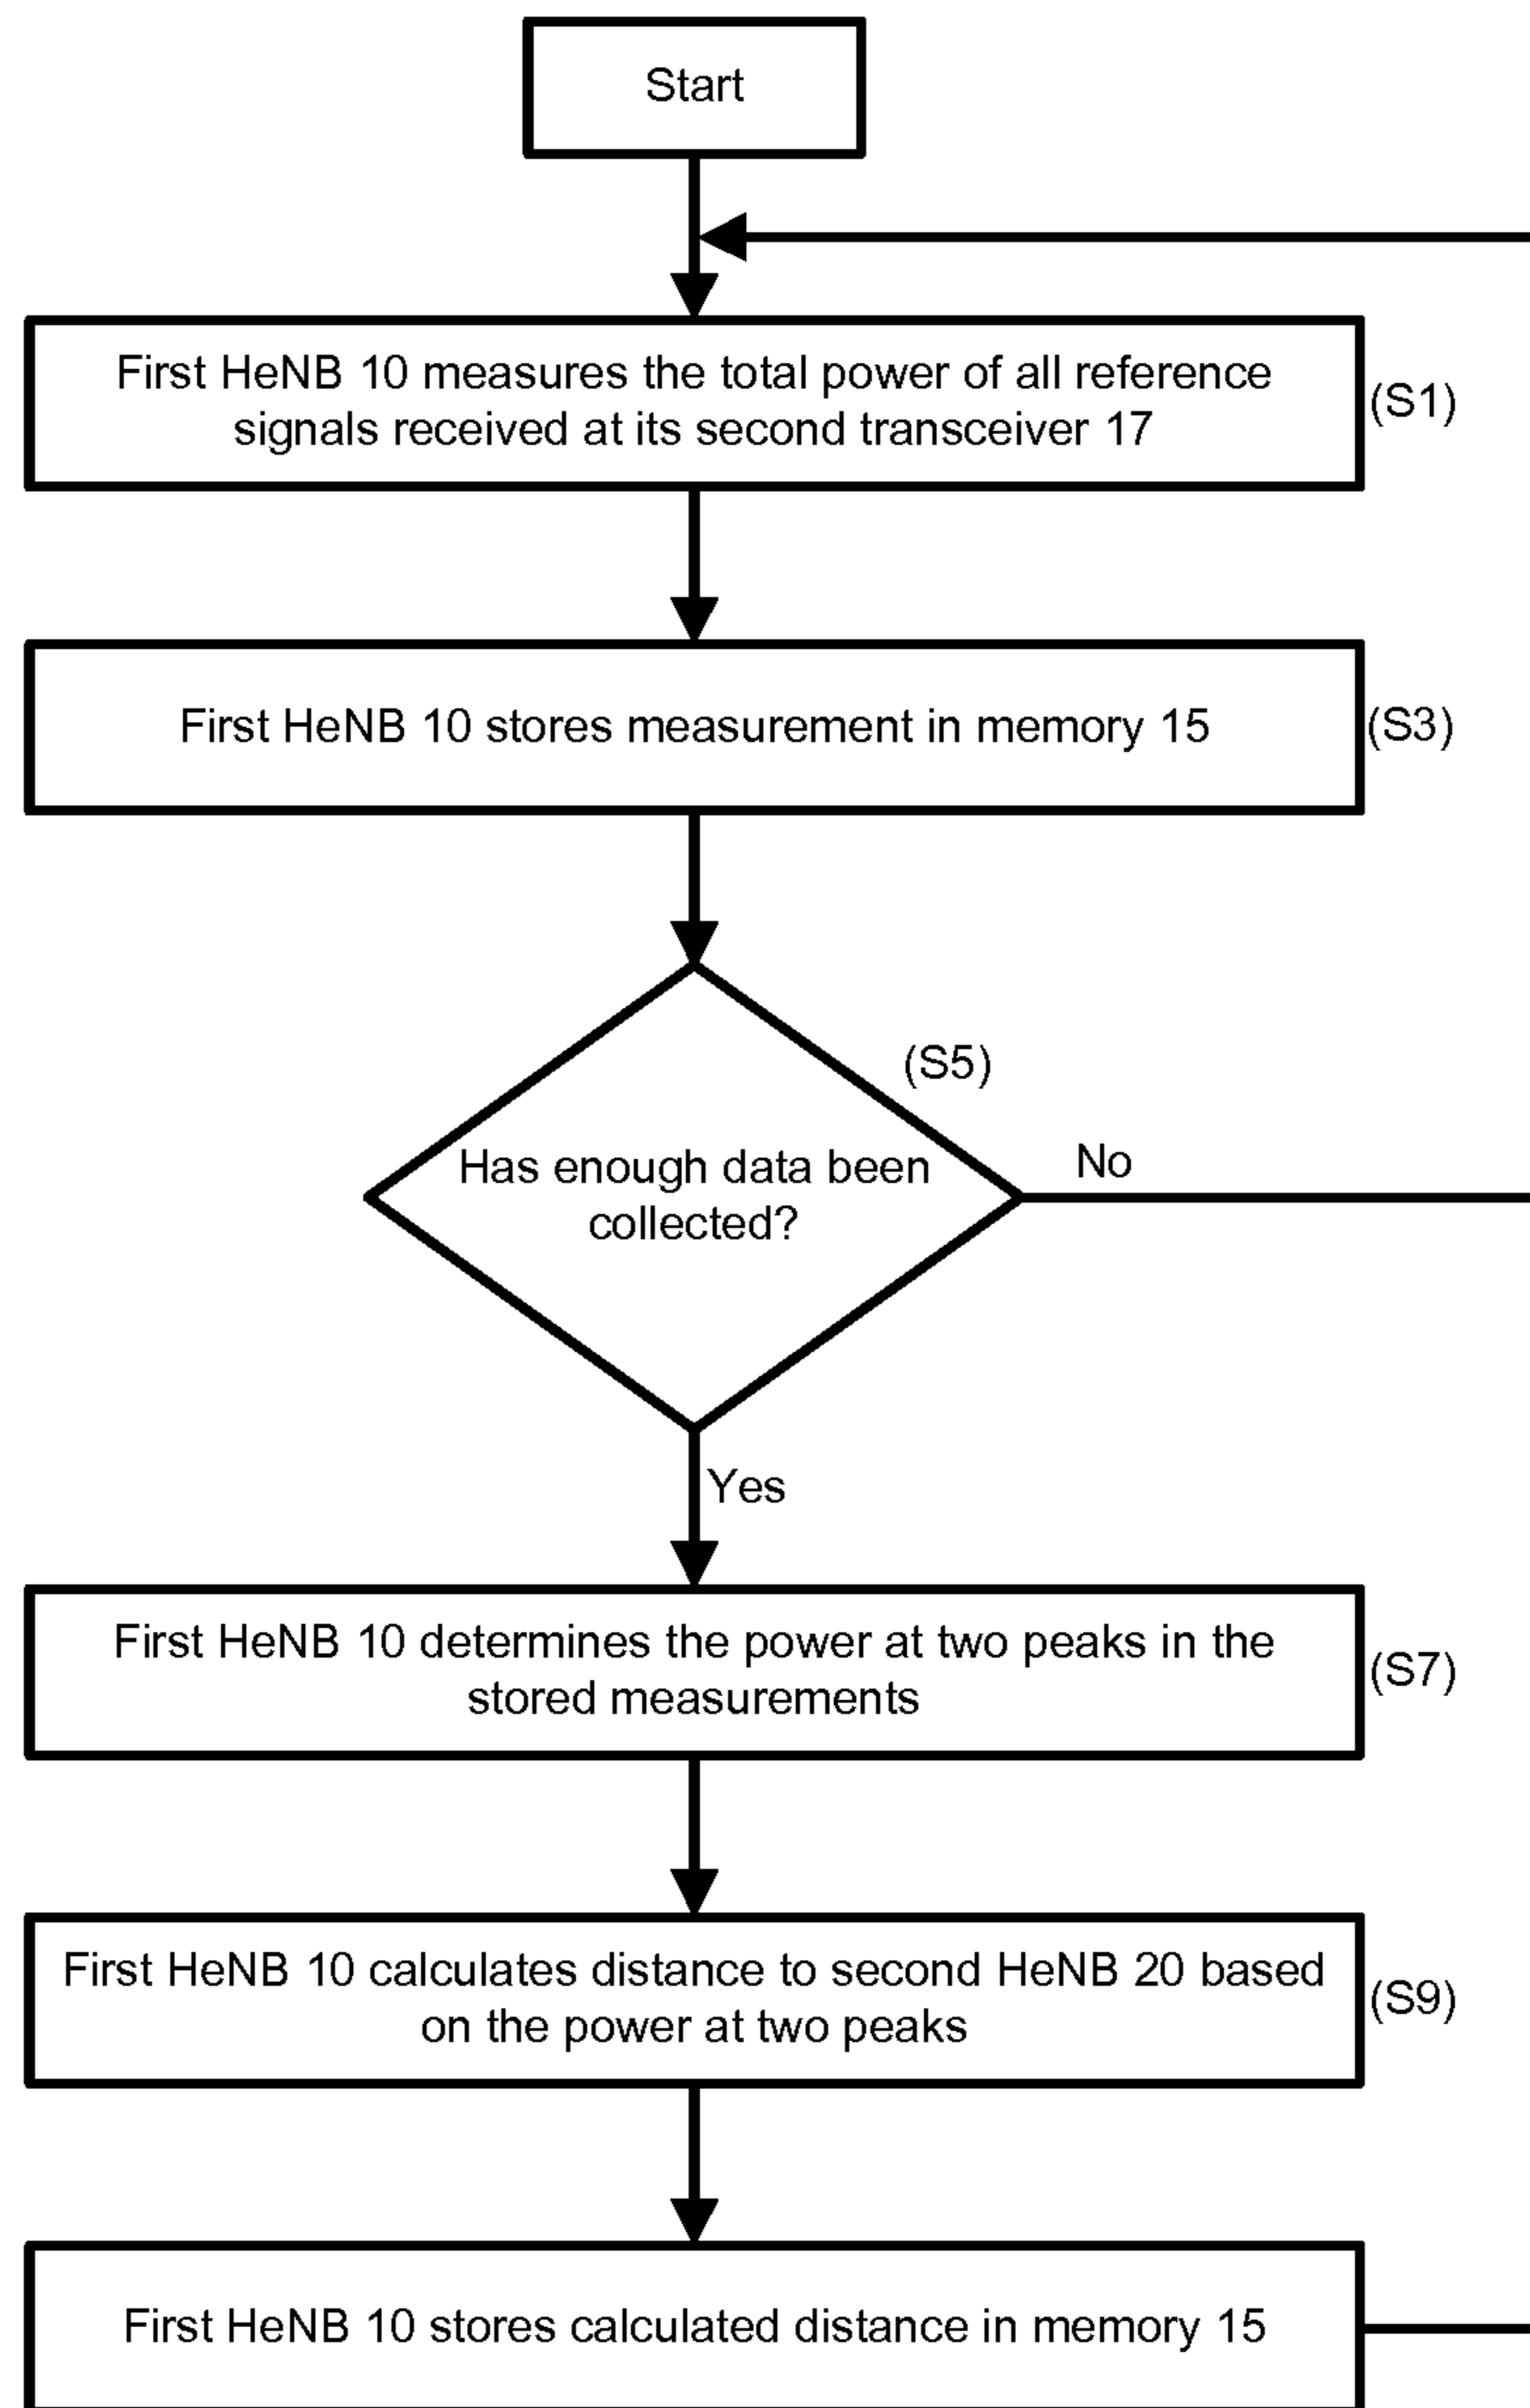 Start
First HeNB 10 measures the total power of all reference
signals received at its second transceiver 17
(S1)
First HeNB 10 stores measurement in memory 15
(S3)
(S5)
Has enough data been
collected?
No
Yes
First HeNB 10 determines the power at two peaks in the
stored measurements
(S7)
First HeNB 10 calculates distance to second HeNB 20 based
on the power at two peaks
(S9)
First HeNB 10 stores calculated distance in memory 15